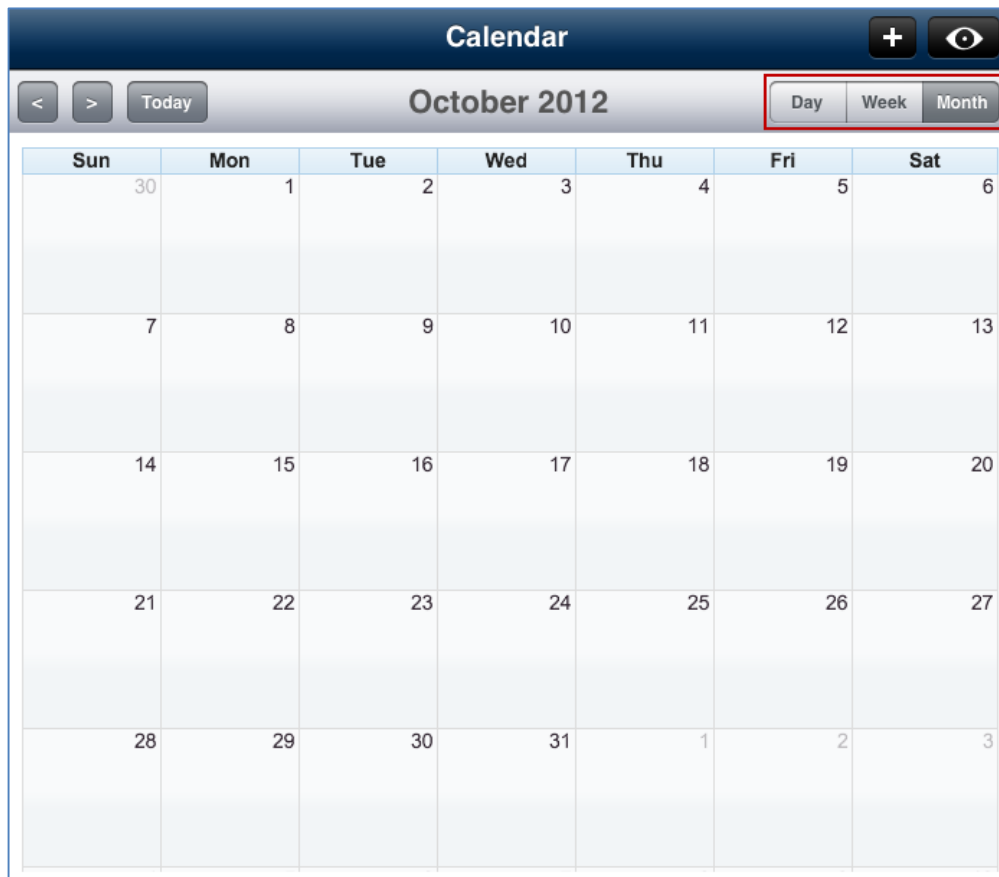 Calendar +
< > Today October 2012 Day Week Month
Sun Mon Tue Wed Thu Fri Sat
30 1 2 3 4 5 6
7 8 9 10 11 12 13
14 15 16 17 18 19 20
21 22 23 24 25 26 27
28 29 30 31 1 2 3